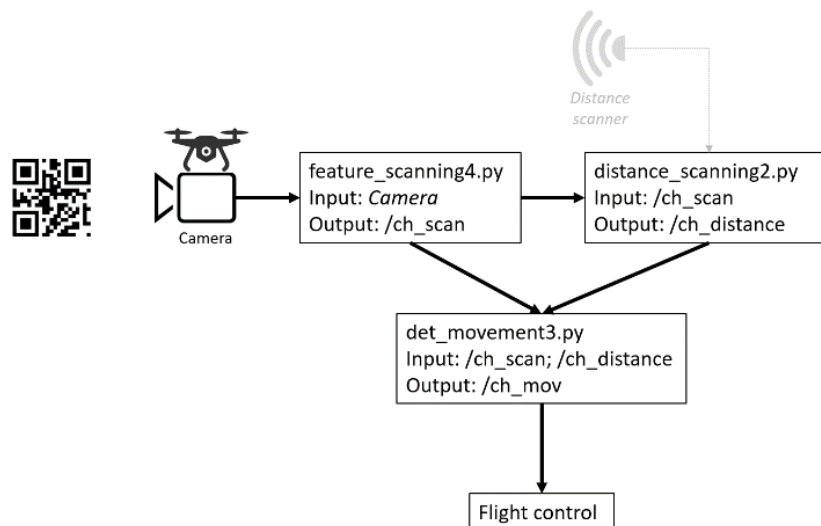 Distance
scanner
Camera
feature_scanning4.py
Input: Camera
Output: /ch_scan
distance_scanning2.py
Input: /ch_scan
Output: /ch_distance
det_movement3.py
Input: /ch_scan; /ch_distance
Output: /ch_mov
Flight control